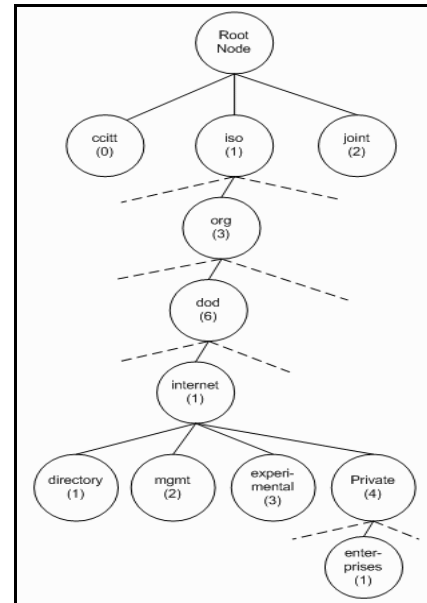 Root
Node
ccitt
(0)
iso
(1)
joint
(2)
org
(3)
dod
(6)
internet
(1)
directory
(1)
mgmt
(2)
experi-
mental
(3)
Private
(4)
enter-
prises
(1)